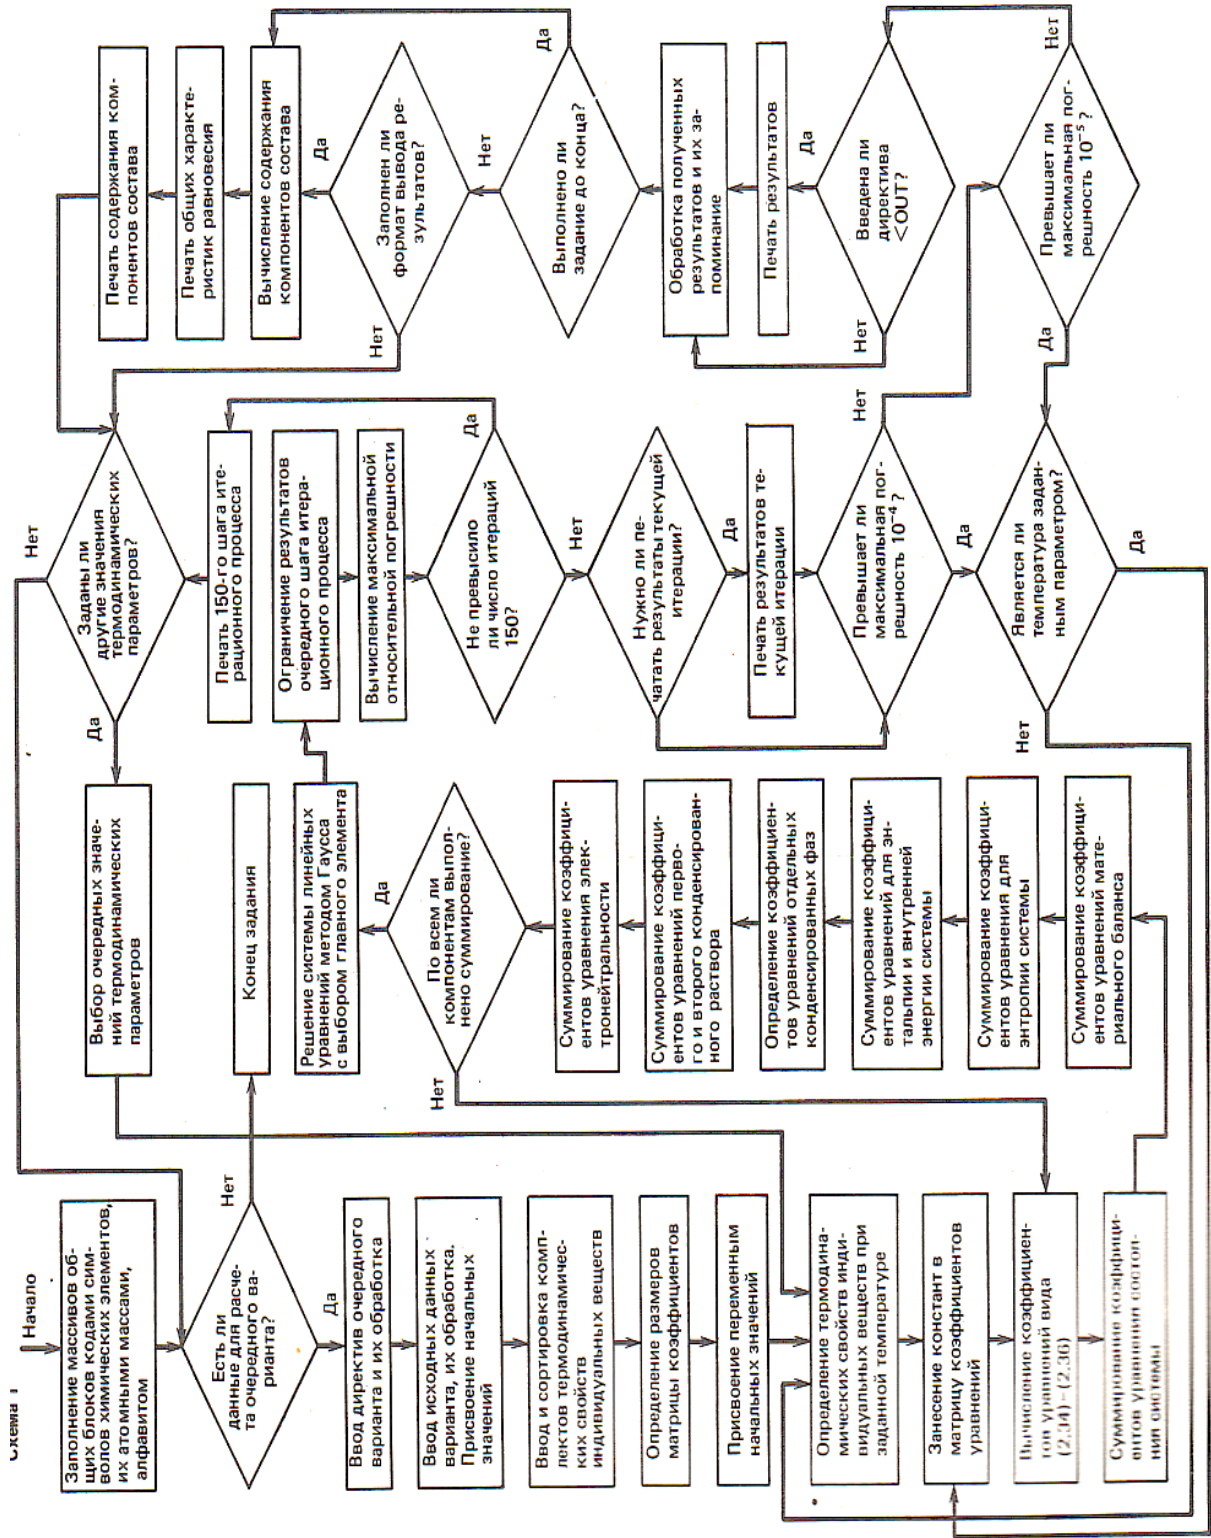 Схема 1
Начало
Заполнение массивов об-
щих блоков кодами сим-
волов химических элементов,
их атомными массами,
алфавитом
Есть ли
данные для расче-
та очередного ва-
рианта?
Нет
Да
Ввод директив очередного
варианта и их обработка
Ввод исходных данных
варианта, их обработка.
Присвоение начальных
значений
Ввод и сортировка комп-
лектов термодинамичес-
ких свойств
индивидуальных веществ
Определение размеров
матрицы коэффициентов
Присвоение переменным
начальных значений
Определение термодина-
мических свойств инди-
видуальных веществ при
заданной температуре
Занесение констант в
матрицу коэффициентов
уравнений
Вычисление коэффициен-
тов уравнений вида
(2.34)–(2.36)
Суммирование коэффици-
ентов уравнения состоя-
ния системы
Выбор очередных значе-
ний термодинамических
параметров
Конец задания
Решение системы линейных
уравнений методом Гаусса
с выбором главного элемента
Да
По всем ли
компонентам выпол-
нено суммирование?
Нет
Суммирование коэффици-
ентов уравнения элек-
тронейтральности
Суммирование коэффици-
ентов уравнений перво-
го и второго конденсирован-
ного раствора
Определение коэффициен-
тов уравнений отдельных
конденсированных фаз
Суммирование коэффици-
ентов уравнений для эн-
тальпии и внутренней
энергии системы
Суммирование коэффици-
ентов уравнения для
энтропии системы
Суммирование коэффици-
ентов уравнений мате-
риального баланса
Нет
Заданы ли
другие значения
термодинамических
параметров?
Да
Печать 150-го шага ите-
рационного процесса
Ограничение результатов
очередного шага итера-
ционного процесса
Вычисление максимальной
относительной погрешности
Да
Не превысило
ли число итераций
150?
Нет
Нужно ли пе-
чатать результаты текущей
итерации?
Да
Печать результатов те-
кущей итерации
Нет
Превышает ли
максимальная пог-
решность 10⁻⁴?
Да
Является ли
температура задан-
ным параметром?
Нет
Да
Печать содержания ком-
понентов состава
Печать общих характе-
ристик равновесия
Вычисление содержания
компонентов состава
Да
Заполнен ли
формат вывода ре-
зультатов?
Нет
Нет
Да
Выполнено ли
задание до конца?
Обработка полученных
результатов и их за-
поминание
Печать результатов
Да
Введена ли
директива
<OUT?
Нет
Нет
Превышает ли
максимальная пог-
решность 10⁻⁵?
Да